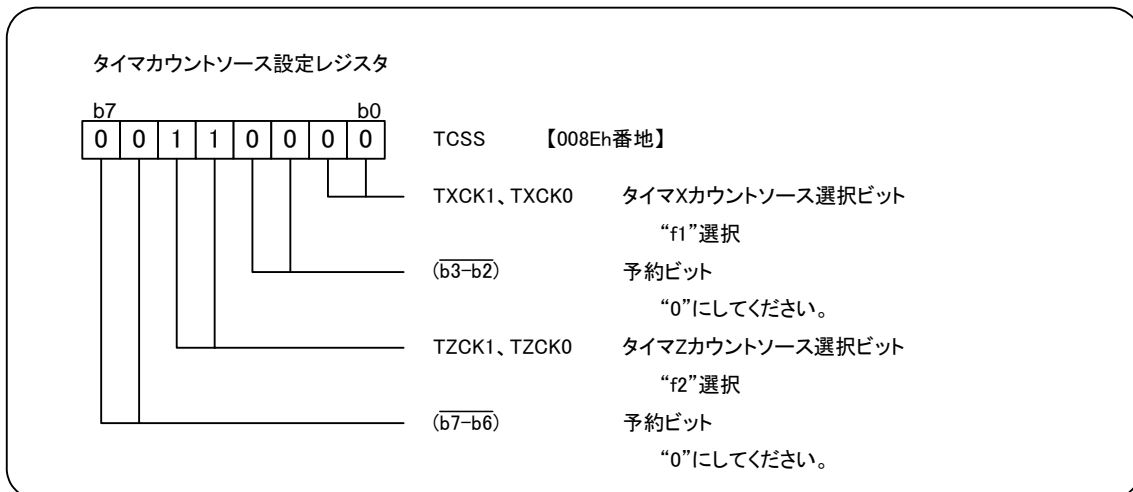 タイマカウントソース設定レジスタ
b7 b0
0 0 1 1 0 0 0 0 TCSS 【008Eh番地】
TXCK1、TXCK0 タイマXカウントソース選択ビット
“f1”選択
(b3-b2) 予約ビット
“0”にしてください。
TZCK1、TZCK0 タイマZカウントソース選択ビット
“f2”選択
(b7-b6) 予約ビット
“0”にしてください。